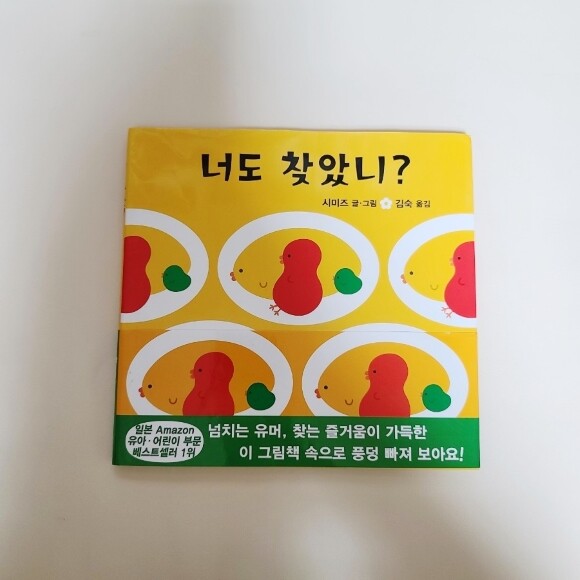 너도 찾았니?
시미즈 글·그림 김숙 옮김
일본 Amazon
유아·어린이 부문
베스트셀러 1위
넘치는 유머, 찾는 즐거움이 가득한
이 그림책 속으로 풍덩 빠져 보아요!